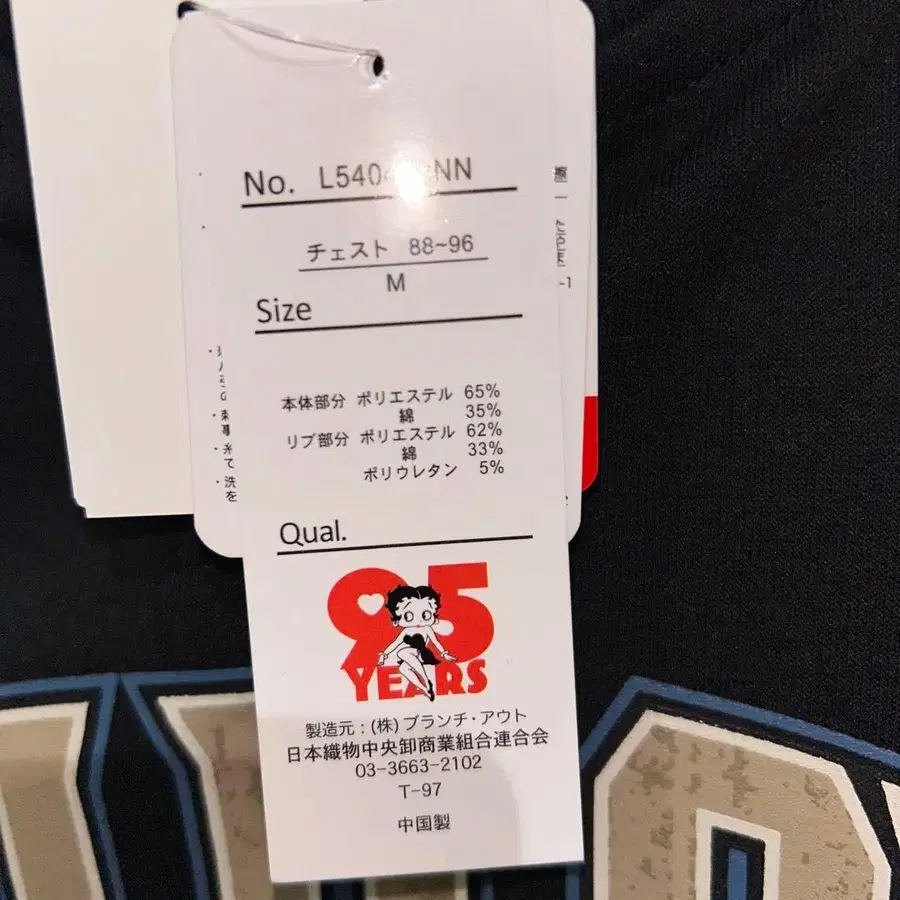 No. L540 NN
チェスト 88~96
M
Size
本体部分 ポリエステル 65%
綿 35%
リブ部分 ポリエステル 62%
綿 33%
ポリウレタン 5%
Qual.
95
YEARS
製造元：(株) ブランチ・アウト
日本織物中央卸商業組合連合会
03-3663-2102
T-97
中国製